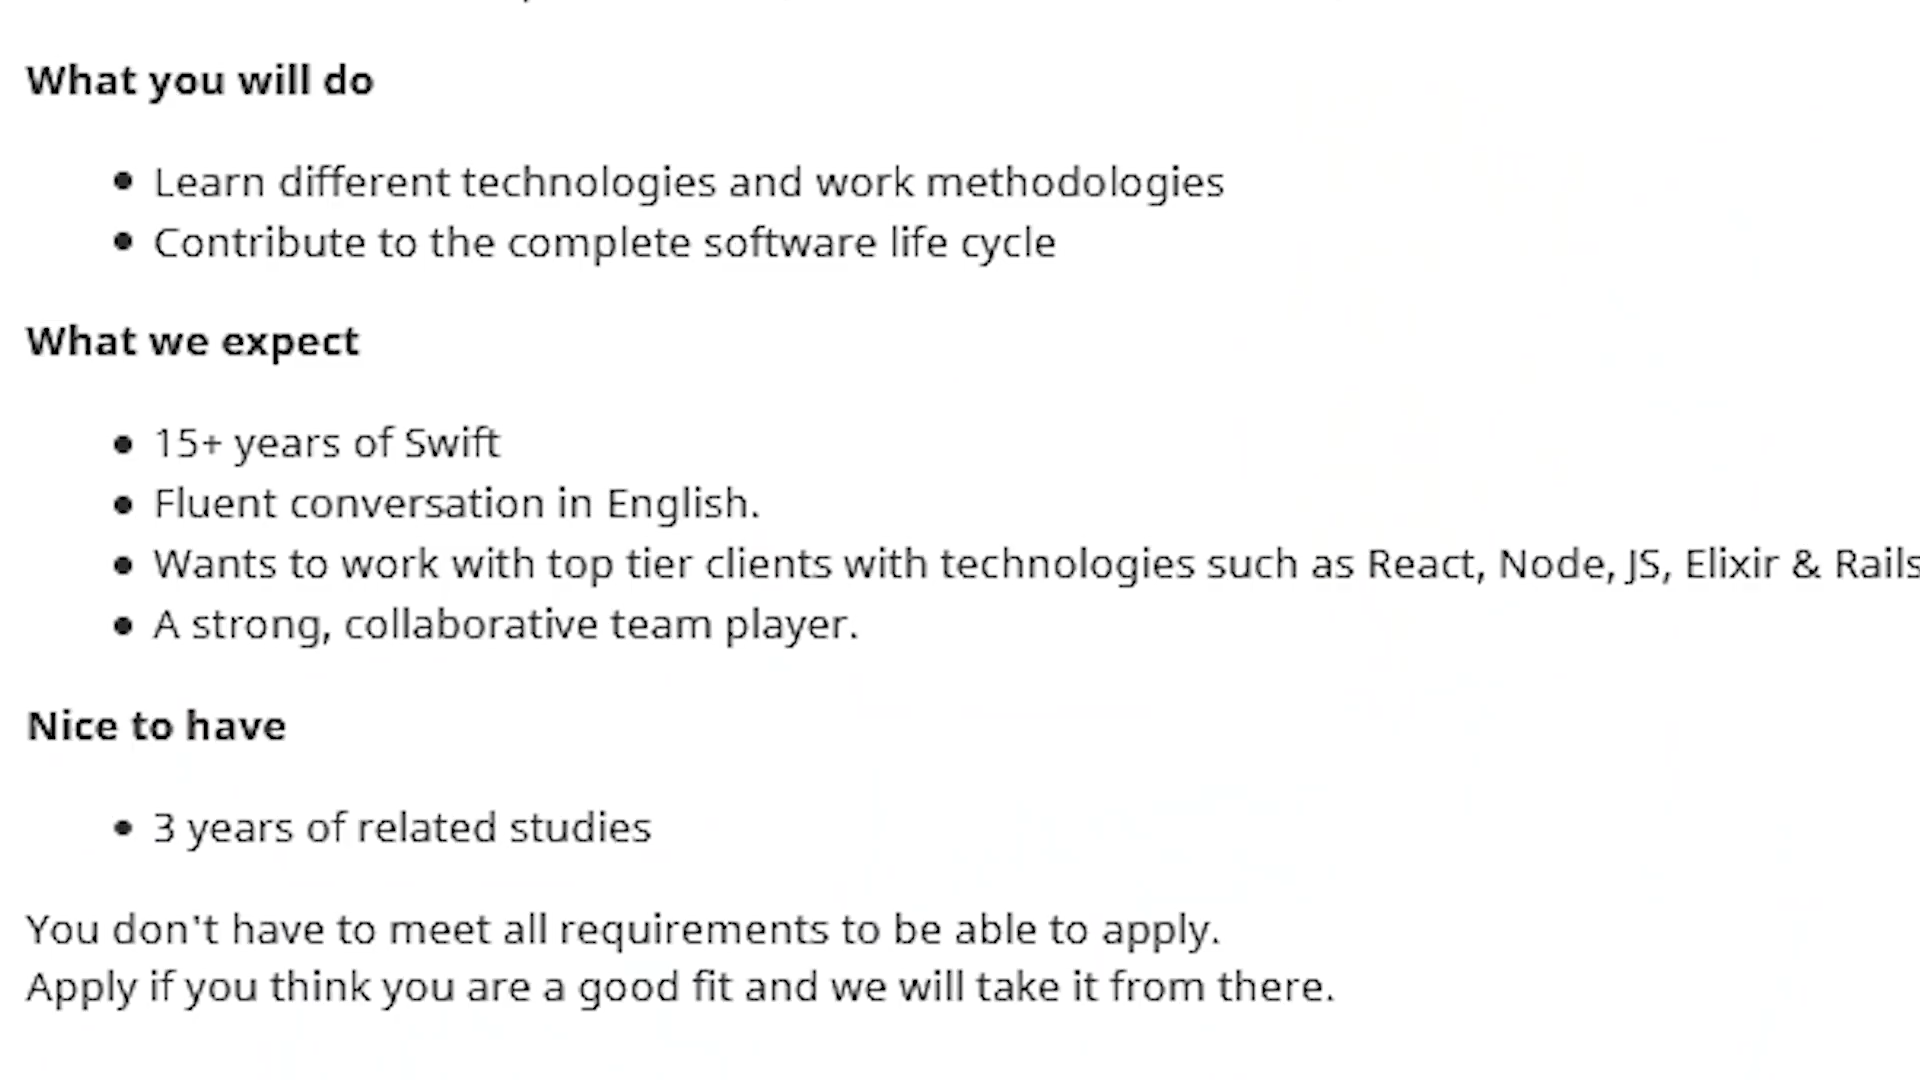 What you will do
Learn different technologies and work methodologies
Contribute to the complete software life cycle
What we expect
15+ years of Swift
Fluent conversation in English.
Wants to work with top tier clients with technologies such as React, Node, JS, Elixir & Rails
A strong, collaborative team player.
Nice to have
3 years of related studies
You don't have to meet all requirements to be able to apply.
Apply if you think you are a good fit and we will take it from there.